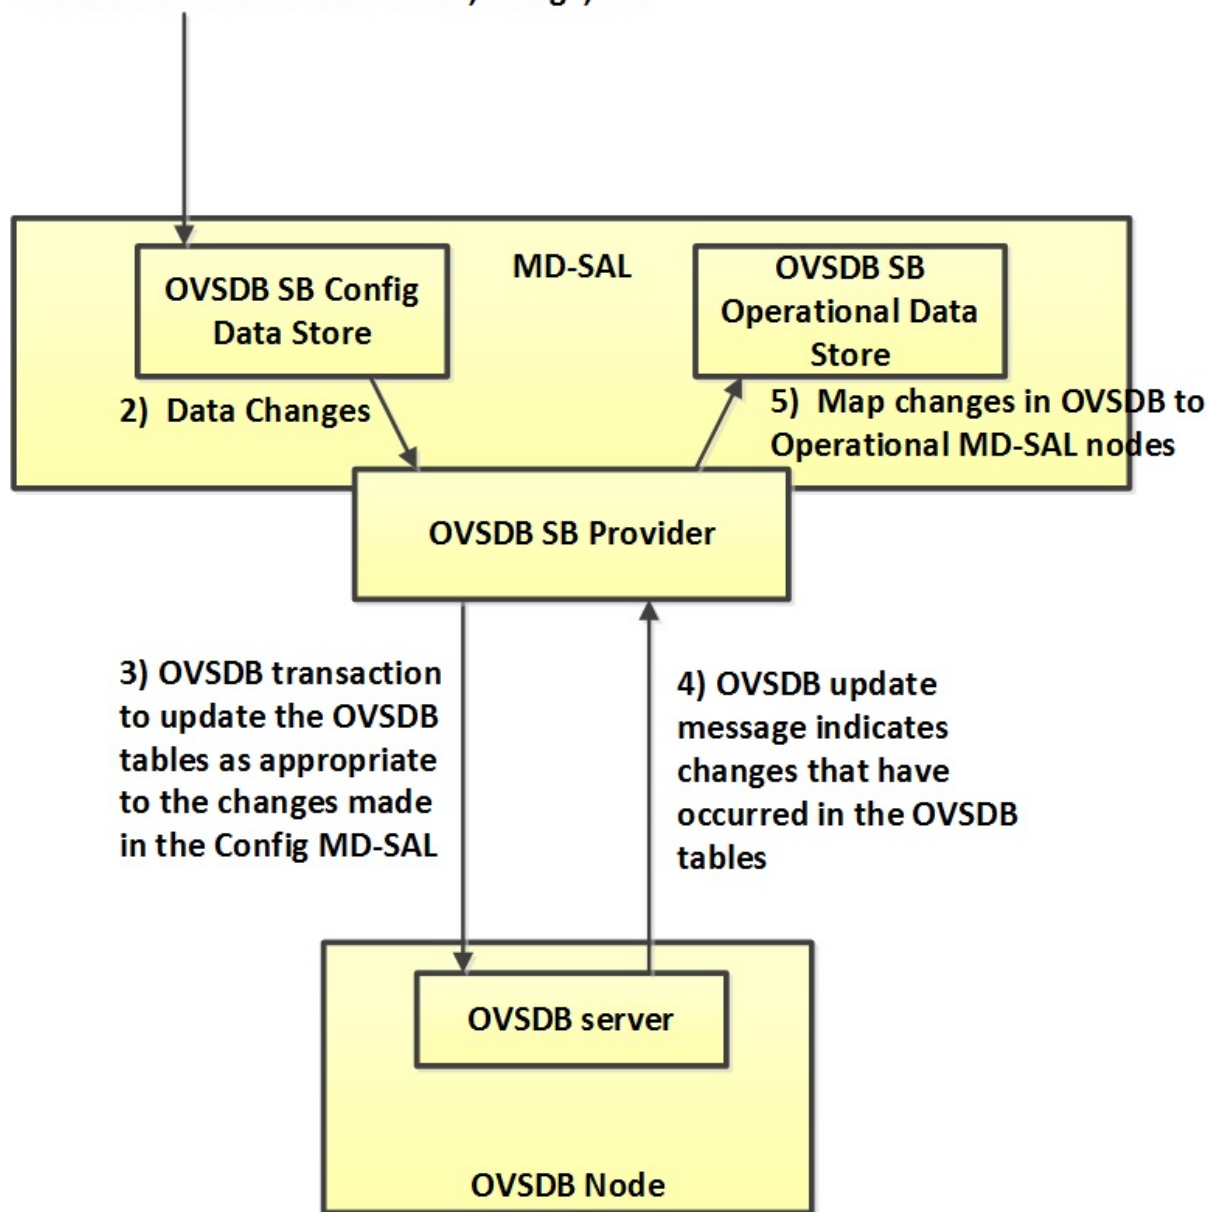 OVSDB SB Config
Data Store
MD-SAL
OVSDB SB
Operational Data
Store
2)  Data Changes
5)  Map changes in OVSDB to
Operational MD-SAL nodes
OVSDB SB Provider
3) OVSDB transaction
to update the OVSDB
tables as appropriate
to the changes made
in the Config MD-SAL
4) OVSDB update
message indicates
changes that have
occurred in the OVSDB
tables
OVSDB server
OVSDB Node